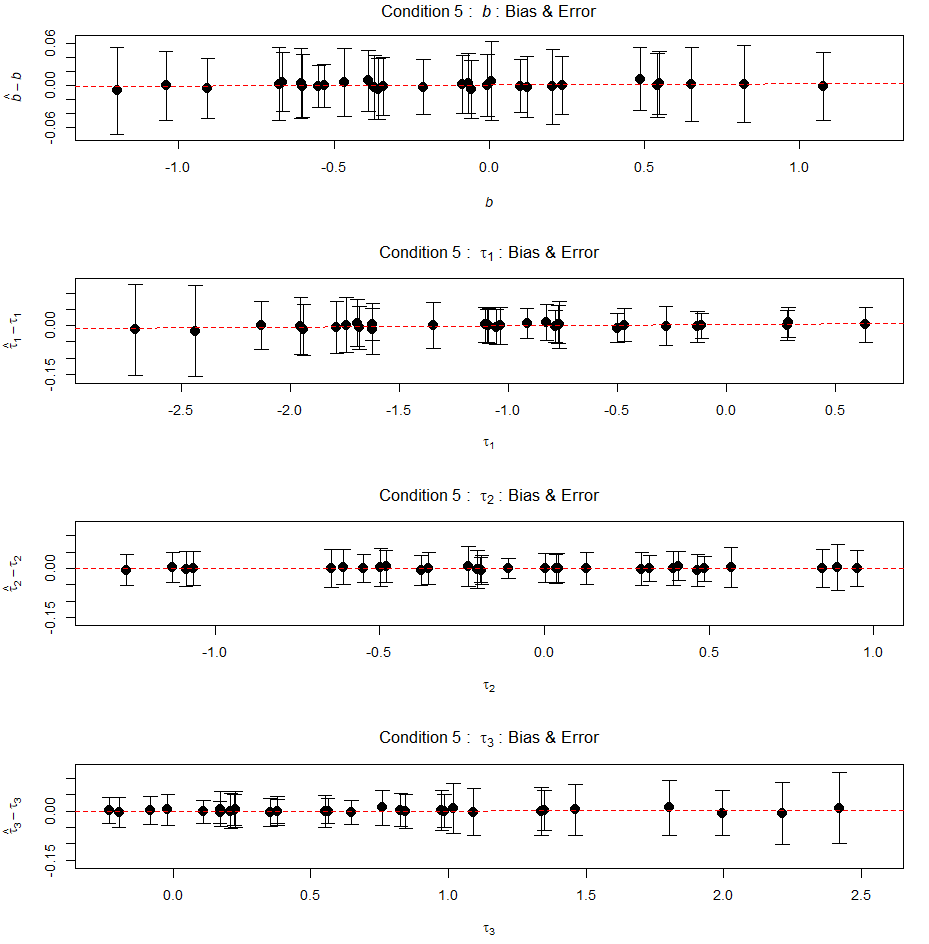 Condition 5 : b : Bias & Error
b̂ − b
-0.06 0.00 0.06
-1.0 -0.5 0.0 0.5 1.0
b
Condition 5 : τ1 : Bias & Error
τ̂1 − τ1
-0.15 0.00
-2.5 -2.0 -1.5 -1.0 -0.5 0.0 0.5
τ1
Condition 5 : τ2 : Bias & Error
τ̂2 − τ2
-0.15 0.00
-1.0 -0.5 0.0 0.5 1.0
τ2
Condition 5 : τ3 : Bias & Error
τ̂3 − τ3
-0.15 0.00
0.0 0.5 1.0 1.5 2.0 2.5
τ3